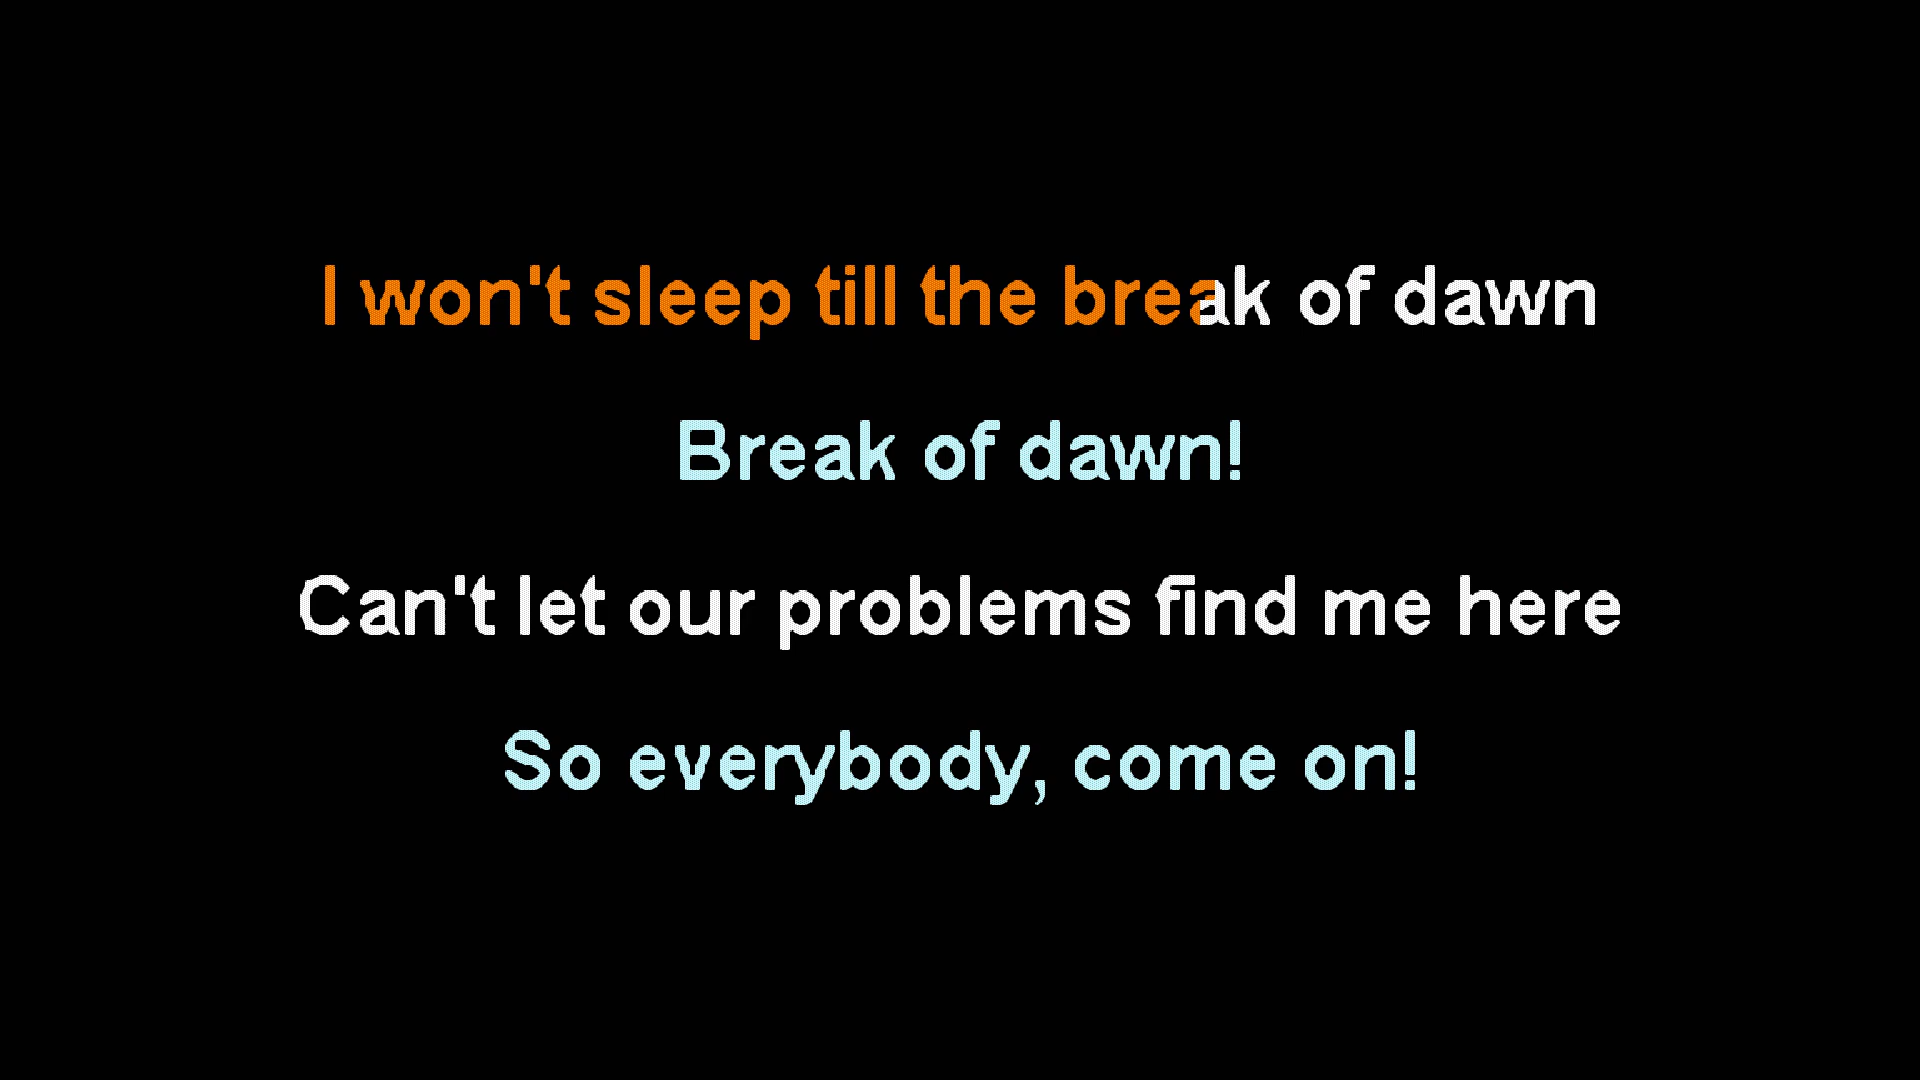 I won't sleep till the break of dawn
Break of dawn!
Can't let our problems find me here
So everybody, come on!